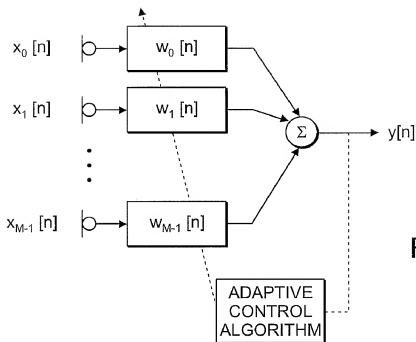 x0 [n] w0 [n]
x1 [n] w1 [n]
Σ y[n]
xM-1 [n] wM-1 [n]
ADAPTIVE
CONTROL
ALGORITHM